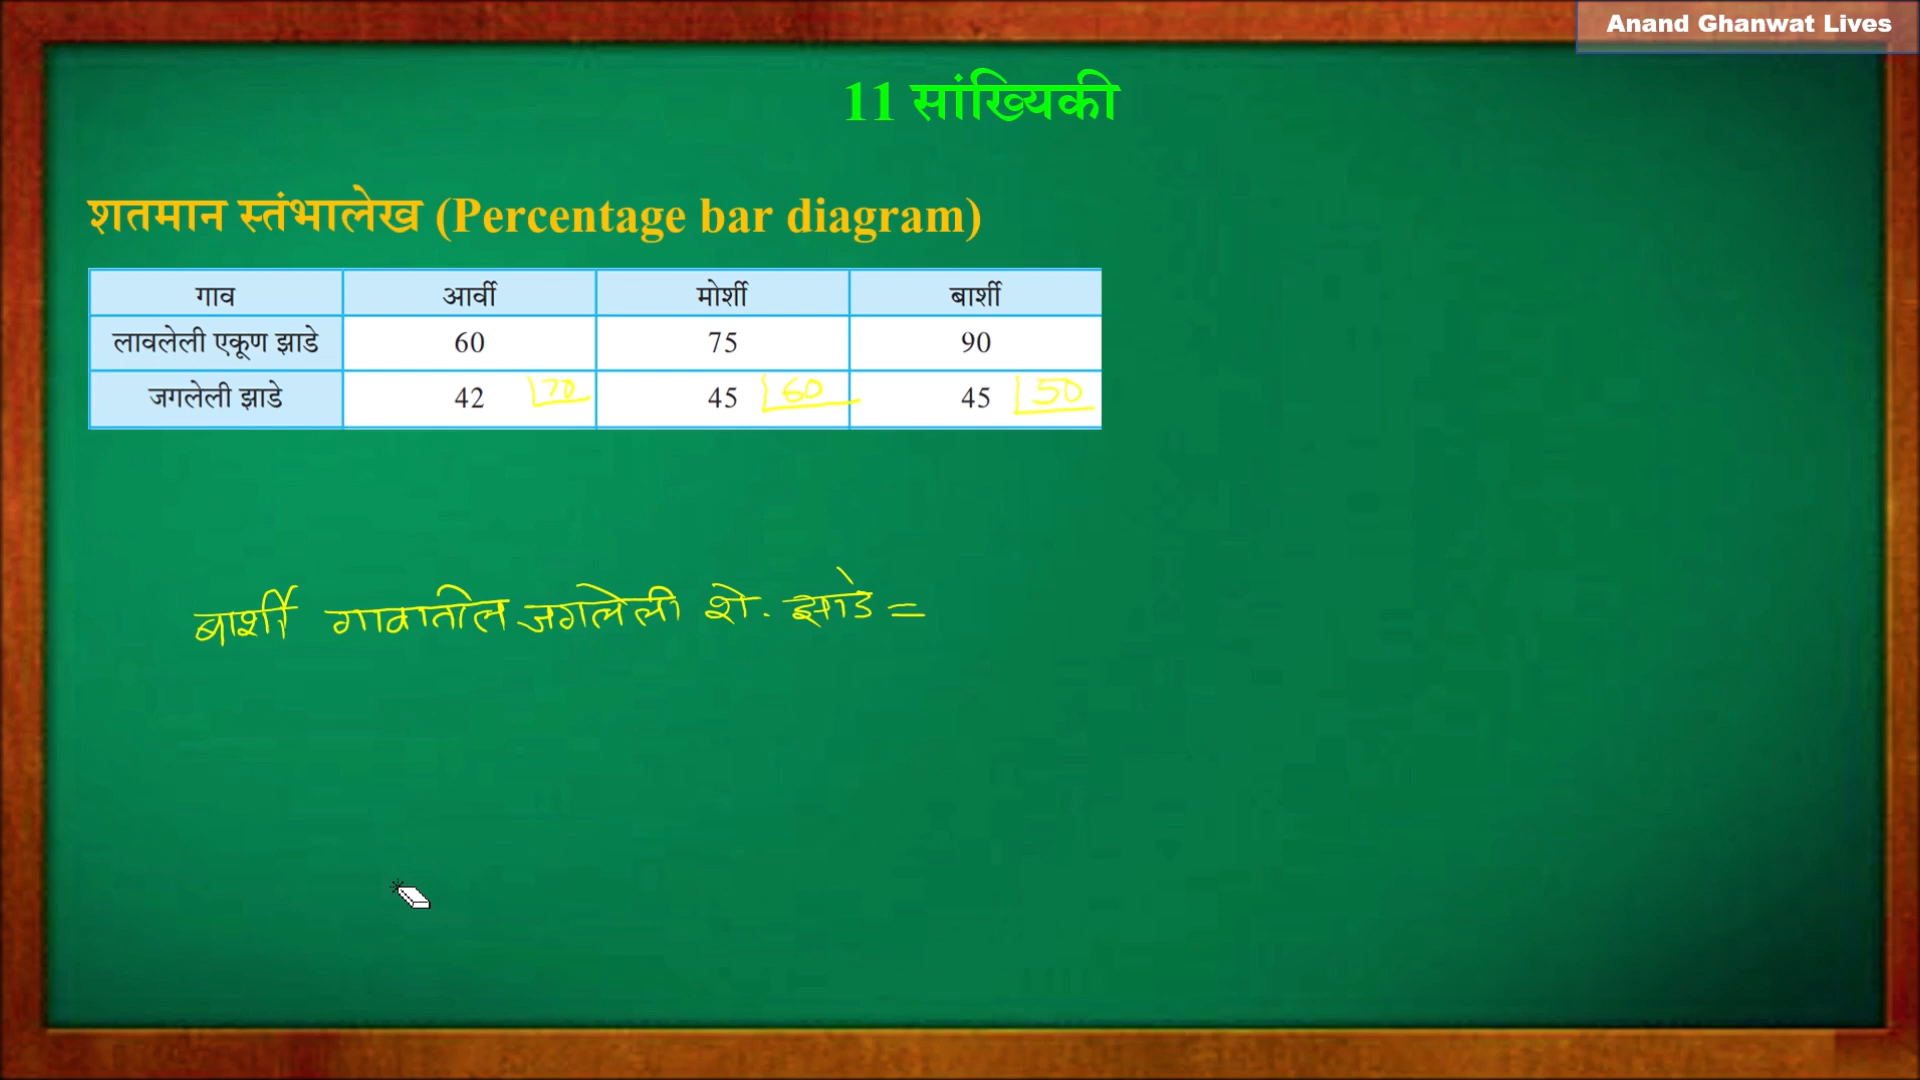 Anand Ghanwat Lives
11 सांख्यिकी
शतमान स्तंभालेख (Percentage bar diagram)
गाव आर्वी मोर्शी बार्शी
लावलेली एकूण झाडे 60 75 90
जगलेली झाडे 42 70 45 60 45 50
बार्शी गावातील जगलेली शे. झाडे =